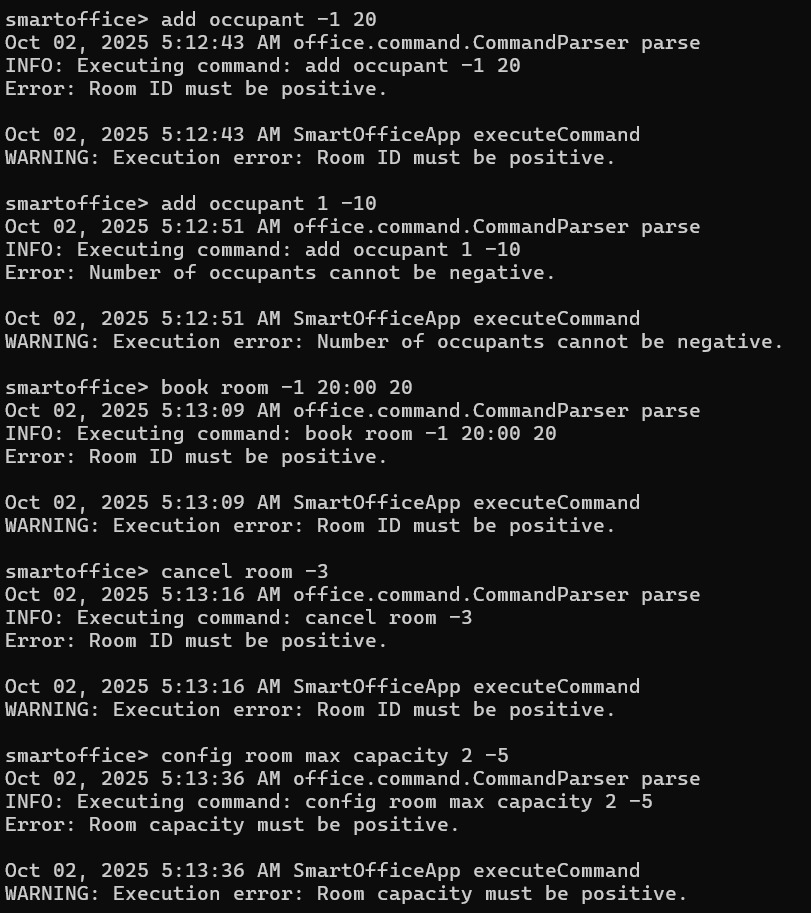 smartoffice> add occupant -1 20
Oct 02, 2025 5:12:43 AM office.command.CommandParser parse
INFO: Executing command: add occupant -1 20
Error: Room ID must be positive.
Oct 02, 2025 5:12:43 AM SmartOfficeApp executeCommand
WARNING: Execution error: Room ID must be positive.
smartoffice> add occupant 1 -10
Oct 02, 2025 5:12:51 AM office.command.CommandParser parse
INFO: Executing command: add occupant 1 -10
Error: Number of occupants cannot be negative.
Oct 02, 2025 5:12:51 AM SmartOfficeApp executeCommand
WARNING: Execution error: Number of occupants cannot be negative.
smartoffice> book room -1 20:00 20
Oct 02, 2025 5:13:09 AM office.command.CommandParser parse
INFO: Executing command: book room -1 20:00 20
Error: Room ID must be positive.
Oct 02, 2025 5:13:09 AM SmartOfficeApp executeCommand
WARNING: Execution error: Room ID must be positive.
smartoffice> cancel room -3
Oct 02, 2025 5:13:16 AM office.command.CommandParser parse
INFO: Executing command: cancel room -3
Error: Room ID must be positive.
Oct 02, 2025 5:13:16 AM SmartOfficeApp executeCommand
WARNING: Execution error: Room ID must be positive.
smartoffice> config room max capacity 2 -5
Oct 02, 2025 5:13:36 AM office.command.CommandParser parse
INFO: Executing command: config room max capacity 2 -5
Error: Room capacity must be positive.
Oct 02, 2025 5:13:36 AM SmartOfficeApp executeCommand
WARNING: Execution error: Room capacity must be positive.